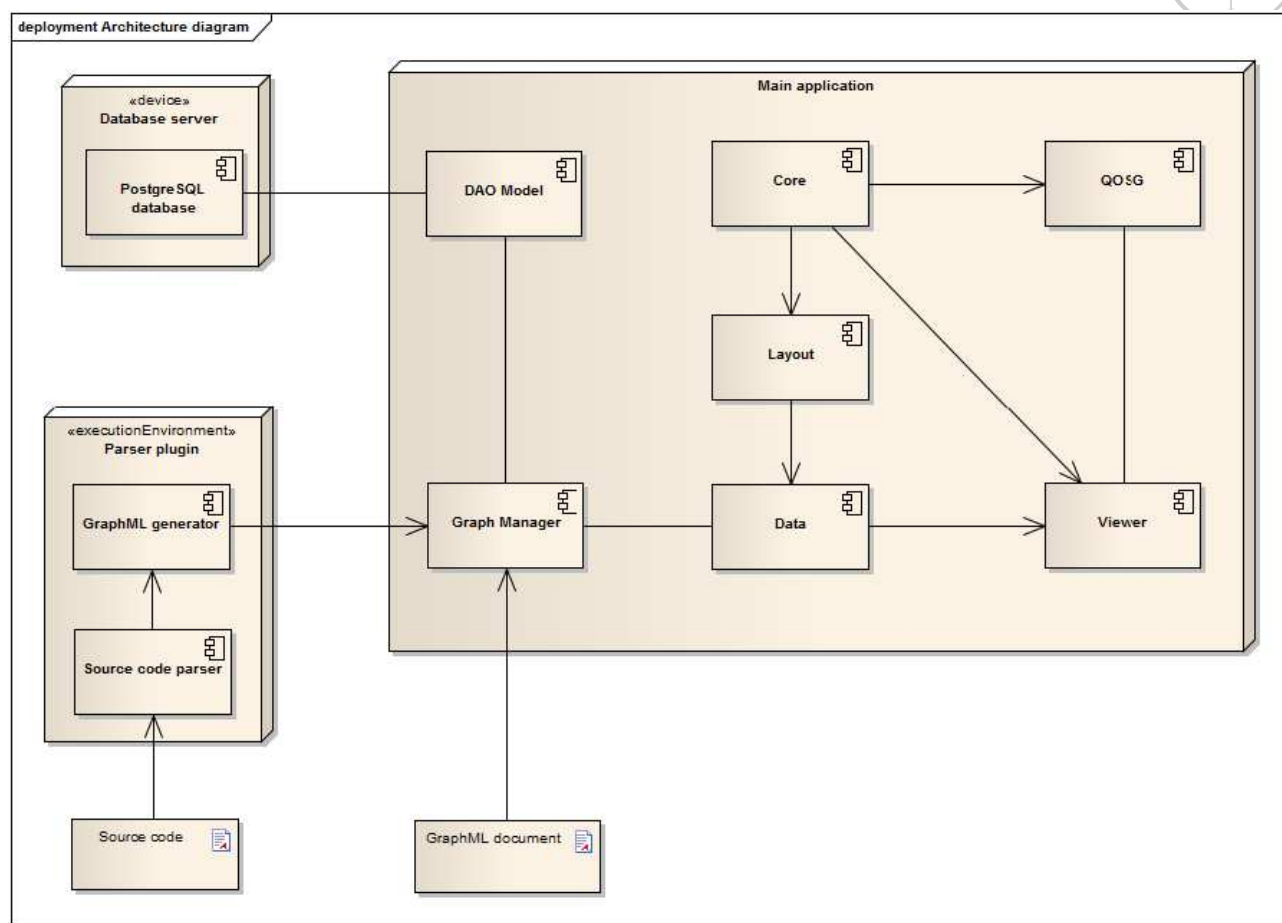 deployment Architecture diagram
Main application
«device»
Database server
PostgreSQL
database
DAO Model
Core
QOSG
Layout
«executionEnvironment»
Parser plugin
GraphML generator
Graph Manager
Data
Viewer
Source code parser
Source code
GraphML document